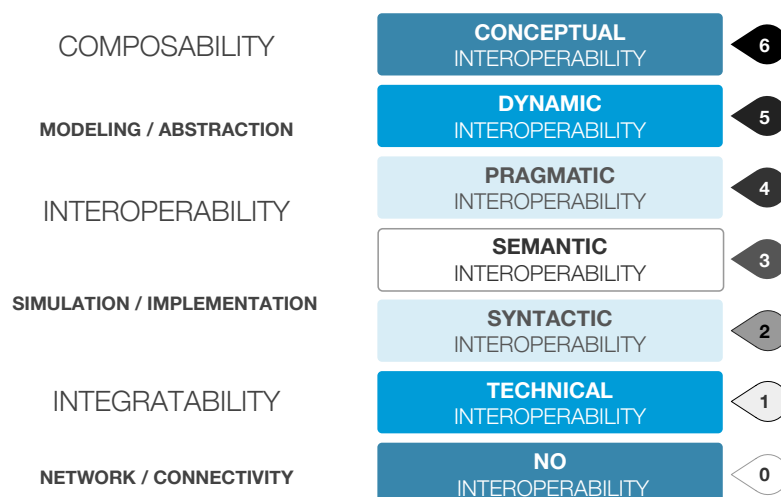 COMPOSABILITY
CONCEPTUAL
INTEROPERABILITY
6
MODELING / ABSTRACTION
DYNAMIC
INTEROPERABILITY
5
PRAGMATIC
INTEROPERABILITY
4
INTEROPERABILITY
SEMANTIC
INTEROPERABILITY
3
SIMULATION / IMPLEMENTATION
SYNTACTIC
INTEROPERABILITY
2
INTEGRATABILITY
TECHNICAL
INTEROPERABILITY
1
NETWORK / CONNECTIVITY
NO
INTEROPERABILITY
0